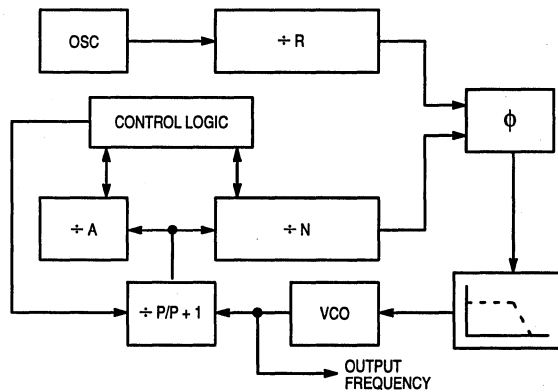 OSC
÷ R
CONTROL LOGIC
ϕ
÷ A
÷ N
÷ P/P + 1
VCO
OUTPUT
FREQUENCY